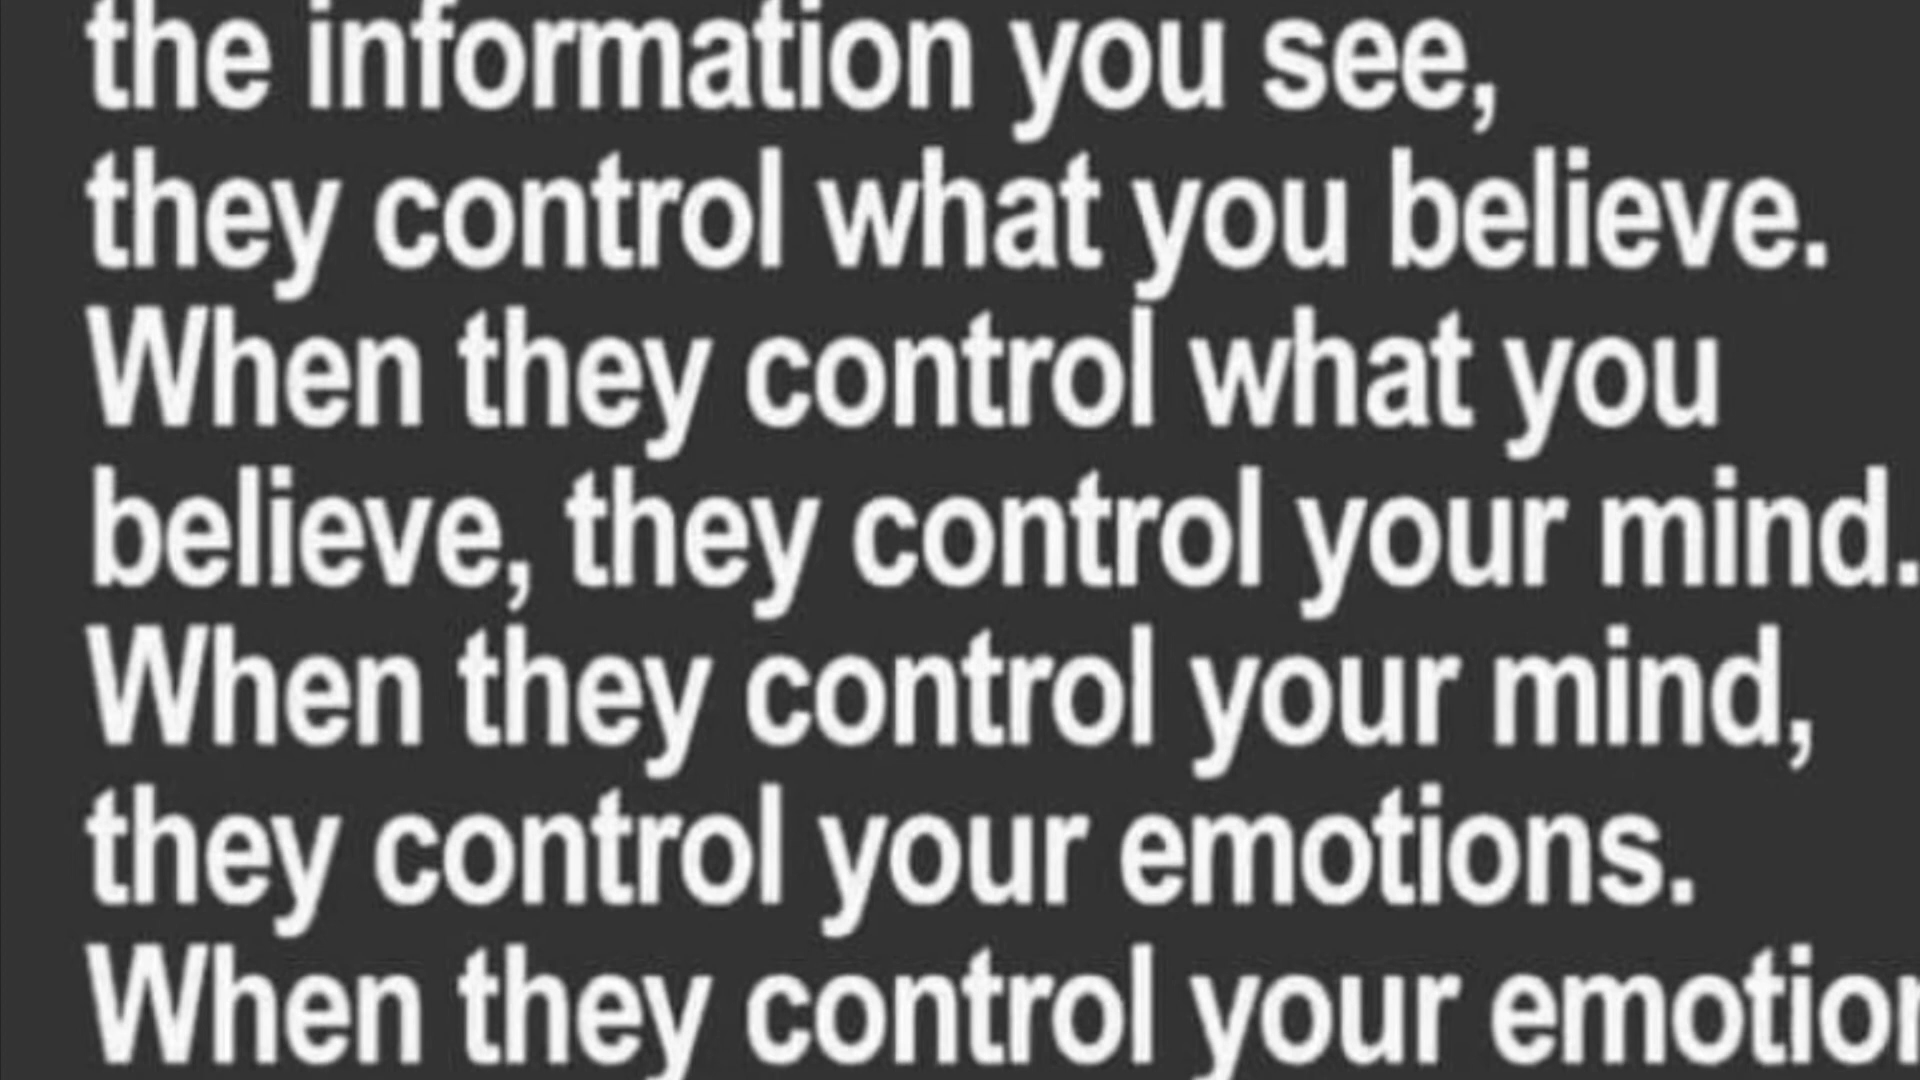 the information you see,
they control what you believe.
When they control what you
believe, they control your mind.
When they control your mind,
they control your emotions.
When they control your emotion